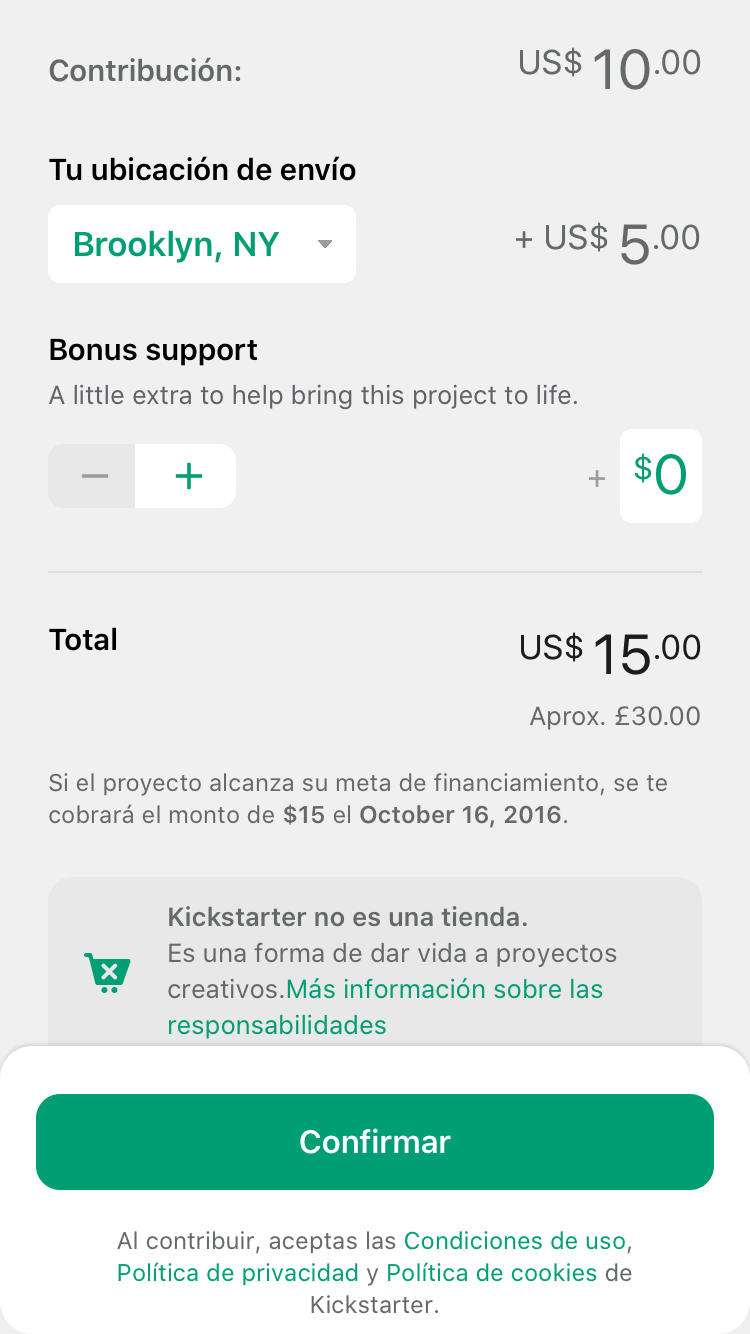 Contribución:
US$ 10.00
Tu ubicación de envío
Brooklyn, NY
+ US$ 5.00
Bonus support
A little extra to help bring this project to life.
− +
+ $0
Total
US$ 15.00
Aprox. £30.00
Si el proyecto alcanza su meta de financiamiento, se te
cobrará el monto de $15 el October 16, 2016.
Kickstarter no es una tienda.
Es una forma de dar vida a proyectos
creativos.Más información sobre las
responsabilidades
Confirmar
Al contribuir, aceptas las Condiciones de uso,
Política de privacidad y Política de cookies de
Kickstarter.